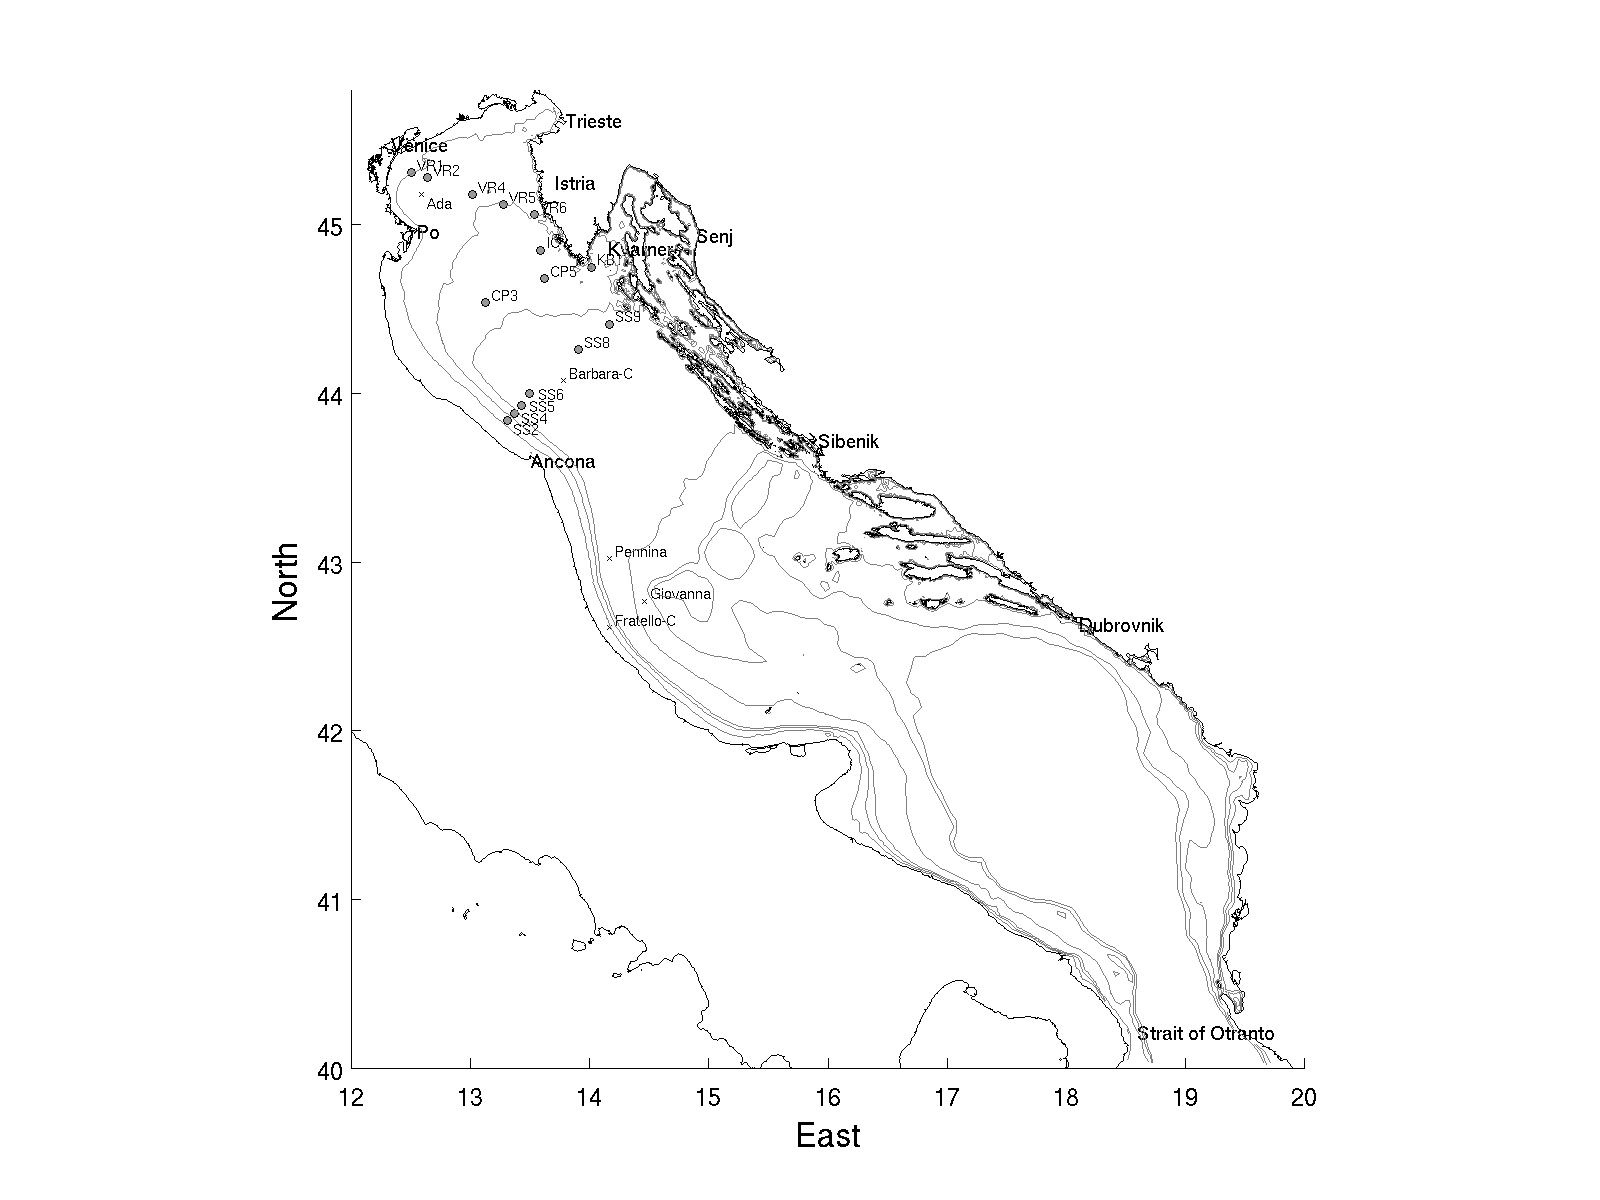 Trieste
Venice
VR1
VR2
VR4
Istria
VR5
Ada
VR6
Po
Senj
45
Kvarner
KB1
CP5
CP3
SS9
SS8
Barbara-C
44
SS6
SS5
SS4
SS2
Sibenik
Ancona
43
Pennina
Giovanna
Fratello-C
Dubrovnik
North
42
41
Strait of Otranto
40
12
13
14
15
16
17
18
19
20
East